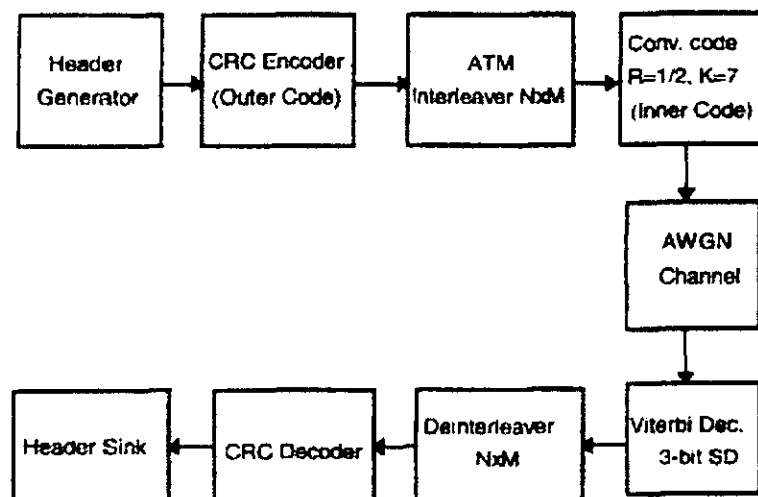 Header
Generator
CRC Encoder
(Outer Code)
ATM
Interleaver NxM
Conv. code
R=1/2, K=7
(Inner Code)
AWGN
Channel
Viterbi Dec.
3-bit SD
Deinterleaver
NxM
CRC Decoder
Header Sink